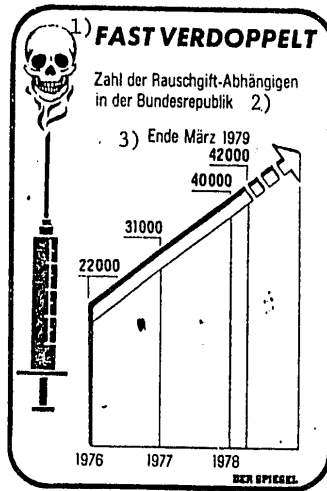 1) FAST VERDOPPELT
Zahl der Rauschgift-Abhängigen
in der Bundesrepublik 2)
3) Ende März 1979
42000
40000
31000
22000
1976 1977 1978
DER SPIEGEL